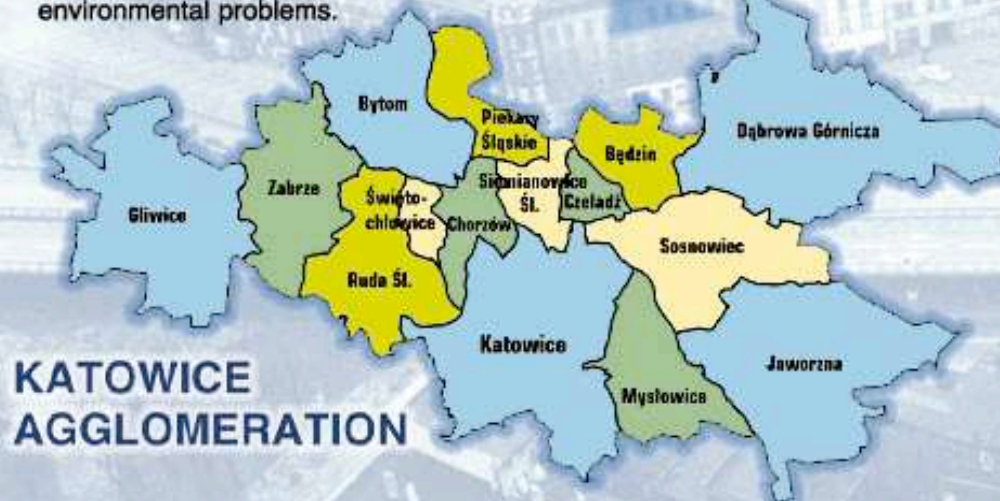 environmental problems.
Bytom
Piekary
Śląskie
Będzin
Dąbrowa Górnicza
Gliwice
Zabrze
Święto-
chłowice
Chorzów
Siemianowice
Śl.
Czeladź
Sosnowiec
Ruda Śl.
Katowice
Mysłowice
Jaworzna
KATOWICE
AGGLOMERATION